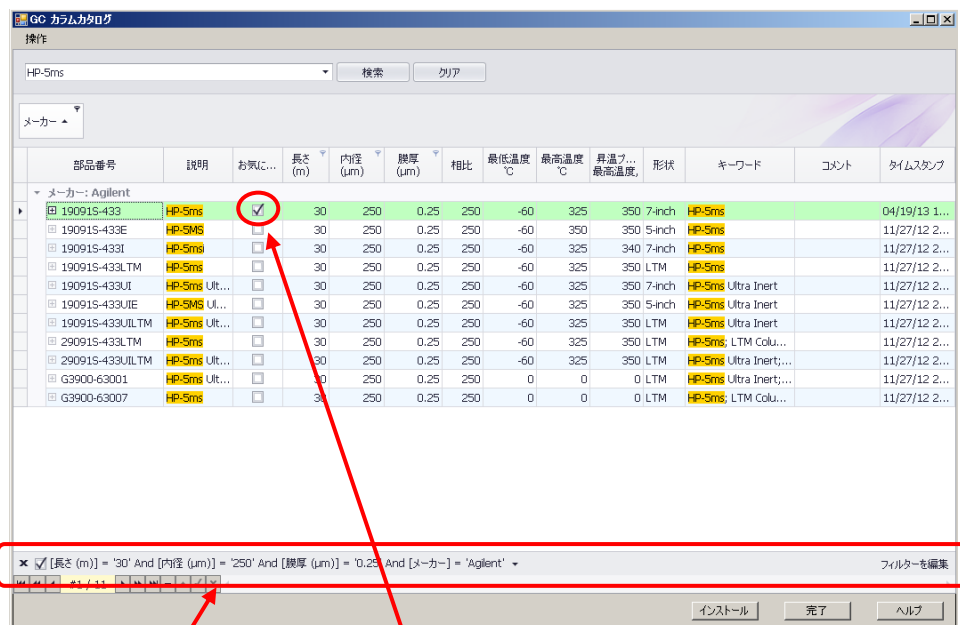 GC カラムカタログ
操作
HP-5ms 検索 クリア
メーカー
部品番号 説明 お気に... 長さ (m) 内径 (μm) 膜厚 (μm) 相比 最低温度 ℃ 最高温度 ℃ 昇温プ... 最高温度, 形状 キーワード コメント タイムスタンプ
メーカー: Agilent
19091S-433 HP-5ms 30 250 0.25 250 -60 325 350 7-inch HP-5ms 04/19/13 1...
19091S-433E HP-5MS 30 250 0.25 250 -60 350 350 5-inch HP-5ms 11/27/12 2...
19091S-433I HP-5msi 30 250 0.25 250 -60 325 340 7-inch HP-5ms 11/27/12 2...
19091S-433LTM HP-5ms 30 250 0.25 250 -60 325 350 LTM HP-5ms 11/27/12 2...
19091S-433UI HP-5ms Ult... 30 250 0.25 250 -60 325 350 7-inch HP-5ms Ultra Inert 11/27/12 2...
19091S-433UIE HP-5MS Ul... 30 250 0.25 250 -60 325 350 5-inch HP-5ms Ultra Inert 11/27/12 2...
19091S-433UILTM HP-5ms Ult... 30 250 0.25 250 -60 325 350 LTM HP-5ms Ultra Inert 11/27/12 2...
29091S-433LTM HP-5ms 30 250 0.25 250 -60 325 350 LTM HP-5ms; LTM Colu... 11/27/12 2...
29091S-433UILTM HP-5ms Ult... 30 250 0.25 250 -60 325 350 LTM HP-5ms Ultra Inert;... 11/27/12 2...
G3900-63001 HP-5ms Ult... 30 250 0.25 250 0 0 0 LTM HP-5ms Ultra Inert;... 11/27/12 2...
G3900-63007 HP-5ms 30 250 0.25 250 0 0 0 LTM HP-5ms; LTM Colu... 11/27/12 2...
[長さ (m)] = '30' And [内径 (μm)] = '250' And [膜厚 (μm)] = '0.25' And [メーカー] = 'Agilent' フィルターを編集
#1 / 11
インストール 完了 ヘルプ